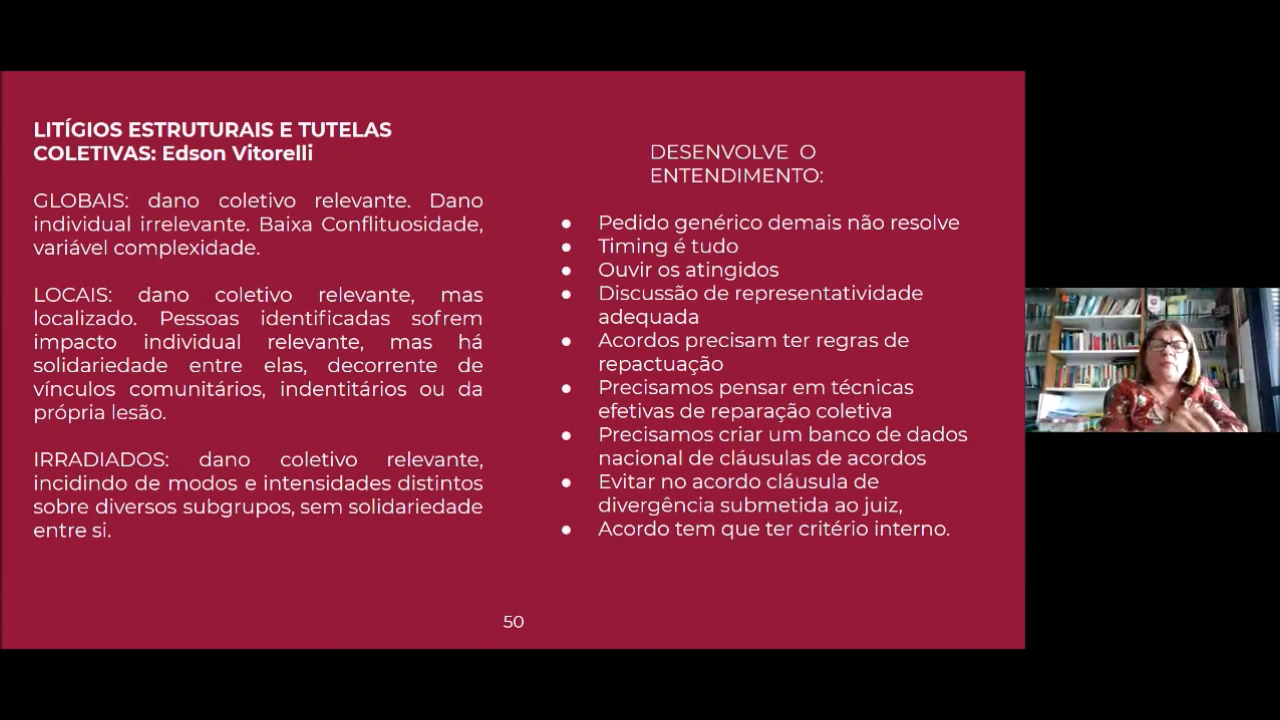 LITÍGIOS ESTRUTURAIS E TUTELAS
COLETIVAS: Edson Vitorelli
GLOBAIS: dano coletivo relevante. Dano
individual irrelevante. Baixa Conflituosidade,
variável complexidade.
LOCAIS: dano coletivo relevante, mas
localizado. Pessoas identificadas sofrem
impacto individual relevante, mas há
solidariedade entre elas, decorrente de
vínculos comunitários, indentitários ou da
própria lesão.
IRRADIADOS: dano coletivo relevante,
incidindo de modos e intensidades distintos
sobre diversos subgrupos, sem solidariedade
entre si.
DESENVOLVE O
ENTENDIMENTO:
● Pedido genérico demais não resolve
● Timing é tudo
● Ouvir os atingidos
● Discussão de representatividade
adequada
● Acordos precisam ter regras de
repactuação
● Precisamos pensar em técnicas
efetivas de reparação coletiva
● Precisamos criar um banco de dados
nacional de cláusulas de acordos
● Evitar no acordo cláusula de
divergência submetida ao juiz,
● Acordo tem que ter critério interno.
50